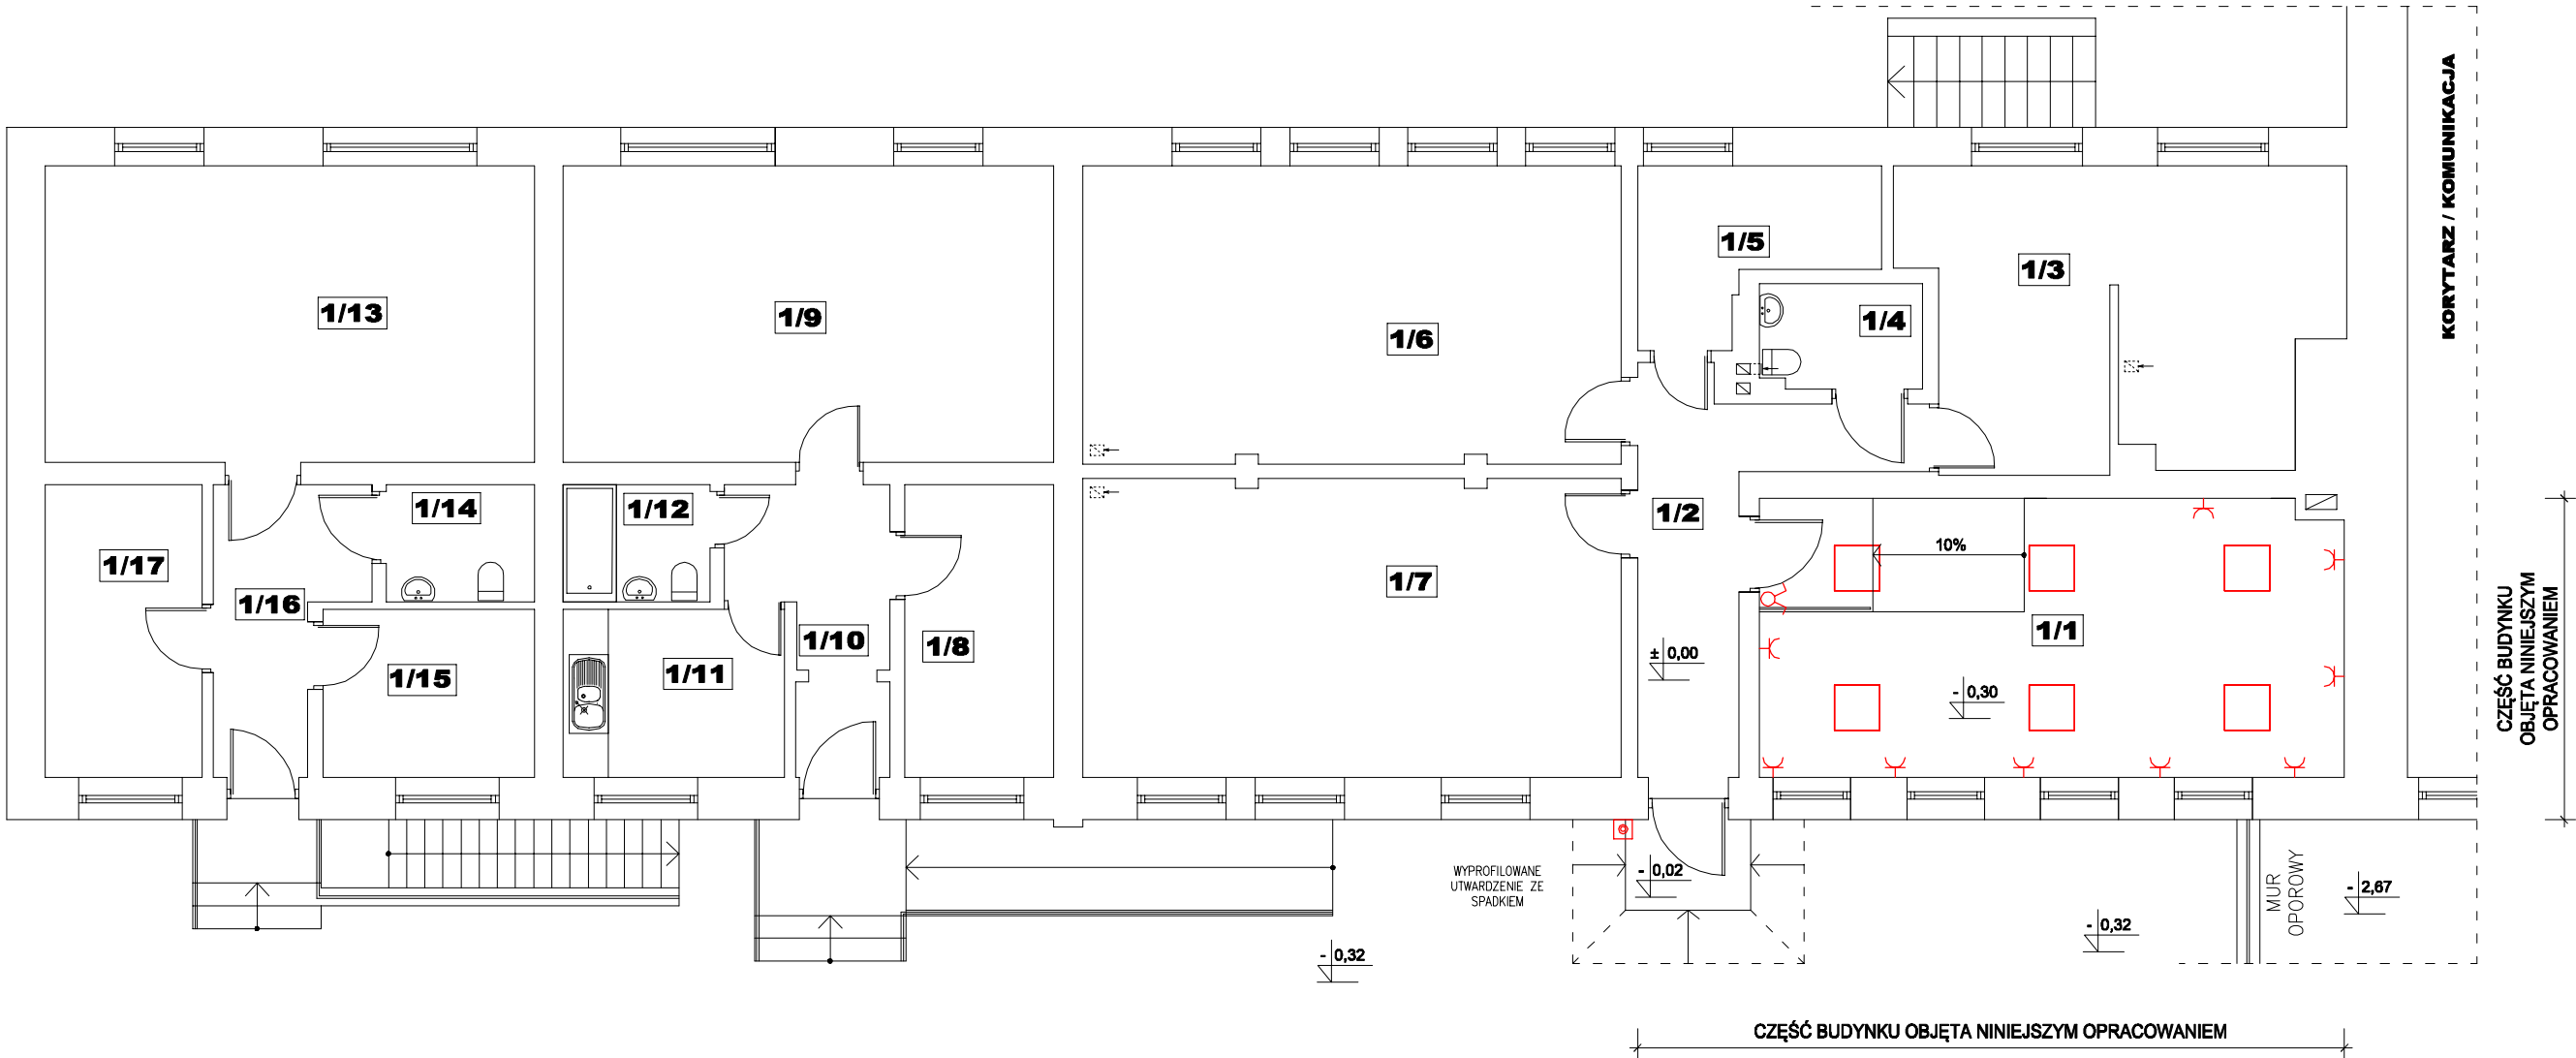 KORYTARZ / KOMUNIKACJA
1/5
1/3
1/13
1/9
1/6
1/4
1/14
1/12
1/2
10%
1/17
1/7
1/16
1/10
1/8
1/1
1/15
1/11
± 0,00
- 0,30
CZĘŚĆ BUDYNKU
OBJĘTA NINIEJSZYM
OPRACOWANIEM
WYPROFILOWANE
UTWARDZENIE ZE
SPADKIEM
- 0,02
MUR
OPOROWY
- 2,67
- 0,32
- 0,32
CZĘŚĆ BUDYNKU OBJĘTA NINIEJSZYM OPRACOWANIEM